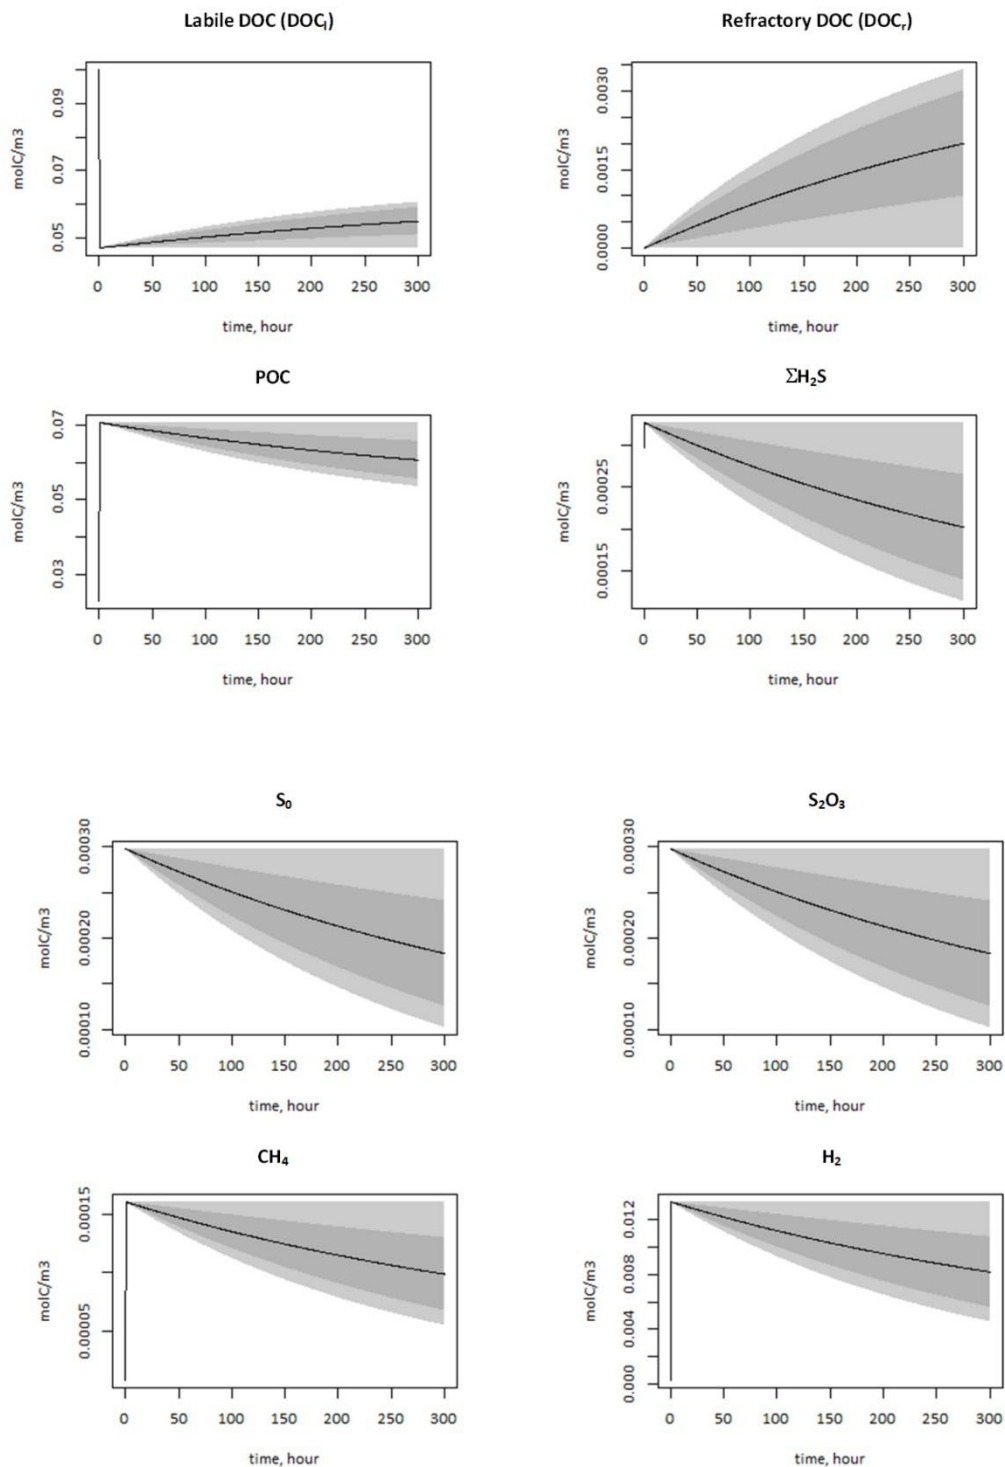 Labile DOC (DOCₗ)
molC/m3
0.09
0.07
0.05
0 50 100 150 200 250 300
time, hour
Refractory DOC (DOCᵣ)
molC/m3
0.0030
0.0015
0.0000
0 50 100 150 200 250 300
time, hour
POC
molC/m3
0.07
0.05
0.03
0 50 100 150 200 250 300
time, hour
ΣH₂S
molC/m3
0.00025
0.00015
0 50 100 150 200 250 300
time, hour
S₀
molC/m3
0.00030
0.00020
0.00010
0 50 100 150 200 250 300
time, hour
S₂O₃
molC/m3
0.00030
0.00020
0.00010
0 50 100 150 200 250 300
time, hour
CH₄
molC/m3
0.00015
0.00005
0 50 100 150 200 250 300
time, hour
H₂
molC/m3
0.012
0.008
0.004
0.000
0 50 100 150 200 250 300
time, hour